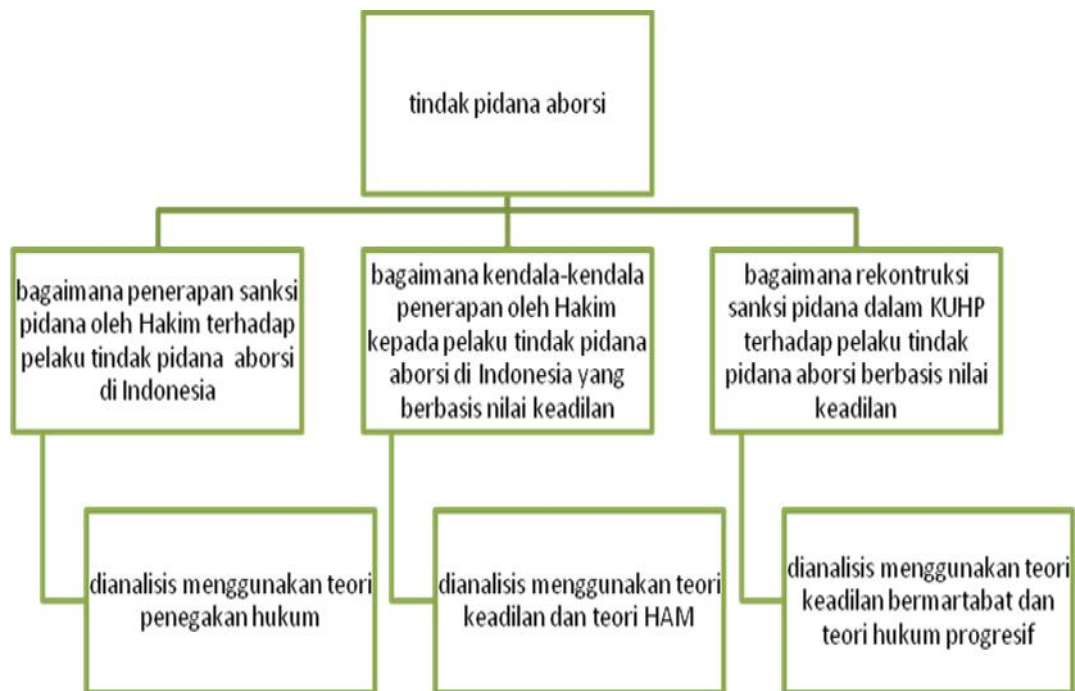 tindak pidana aborsi
bagaimana penerapan sanksi
pidana oleh Hakim terhadap
pelaku tindak pidana aborsi
di Indonesia
bagaimana kendala-kendala
penerapan oleh Hakim
kepada pelaku tindak pidana
aborsi di Indonesia yang
berbasis nilai keadilan
bagaimana rekontruksi
sanksi pidana dalam KUHP
terhadap pelaku tindak
pidana aborsi berbasis nilai
keadilan
dianalisis menggunakan teori
penegakan hukum
dianalisis menggunakan teori
keadilan dan teori HAM
dianalisis menggunakan teori
keadilan bermartabat dan
teori hukum progresif